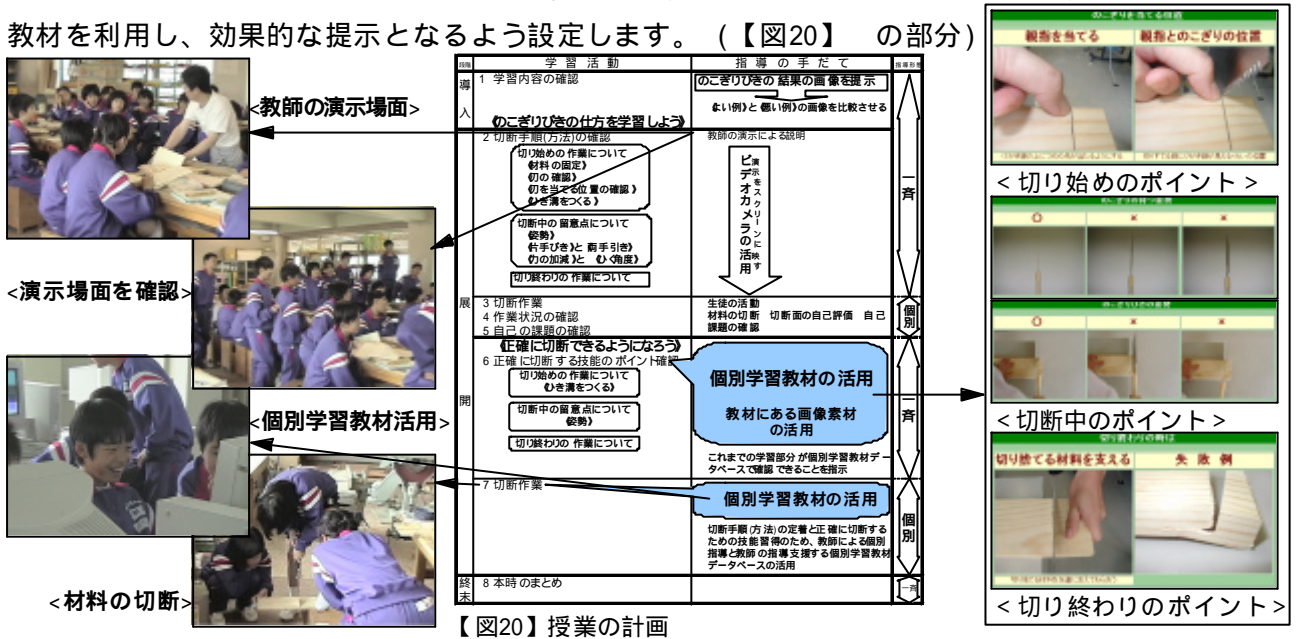 教材を利用し、効果的な提示となるよう設定します。 (【図20】　の部分)
<教師の演示場面>
<演示場面を確認>
<個別学習教材活用>
<材料の切断>
段階
学習活動
指導の手だて
指導形態
導入
1 学習内容の確認
《のこぎりびきの仕方を学習しよう》
のこぎりびきの結果の画像を提示
《よい例》と《悪い例》の画像を比較させる
2 切断手順(方法)の確認
切り始めの作業について
《材料の固定》
《刃の確認》
《刃を当てる位置の確認》
《ひき溝をつくる》
切断中の留意点について
《姿勢》
《片手びき》と《両手引き》
《力の加減》と《ひく角度》
切り終わりの作業について
教師の演示による説明
ビデオカメラの活用
演示をスクリーンに映す
一斉
展開
3 切断作業
4 作業状況の確認
5 自己の課題の確認
生徒の活動
材料の切断　切断面の自己評価　自己
課題の確認
個別
《正確に切断できるようになろう》
6 正確に切断する技能のポイント確認
切り始めの作業について
《ひき溝をつくる》
切断中の留意点について
《姿勢》
切り終わりの作業について
個別学習教材の活用
教材にある画像素材
の活用
これまでの学習部分が個別学習教材デー
タベースで確認できることを指示
一斉
7 切断作業
個別学習教材の活用
切断手順(方法)の定着と正確に切断する
ための技能習得のため、教師による個別
指導と教師の指導支援する個別学習教材
データベースの活用
個別
終末
8 本時のまとめ
一斉
【図20】授業の計画
のこぎりを当てる位置
親指を当てる
親指とのこぎりの位置
<切り始めのポイント>
○
×
×
○
×
×
<切断中のポイント>
切り終わりの時は
切り捨てる材料を支える
失敗例
<切り終わりのポイント>